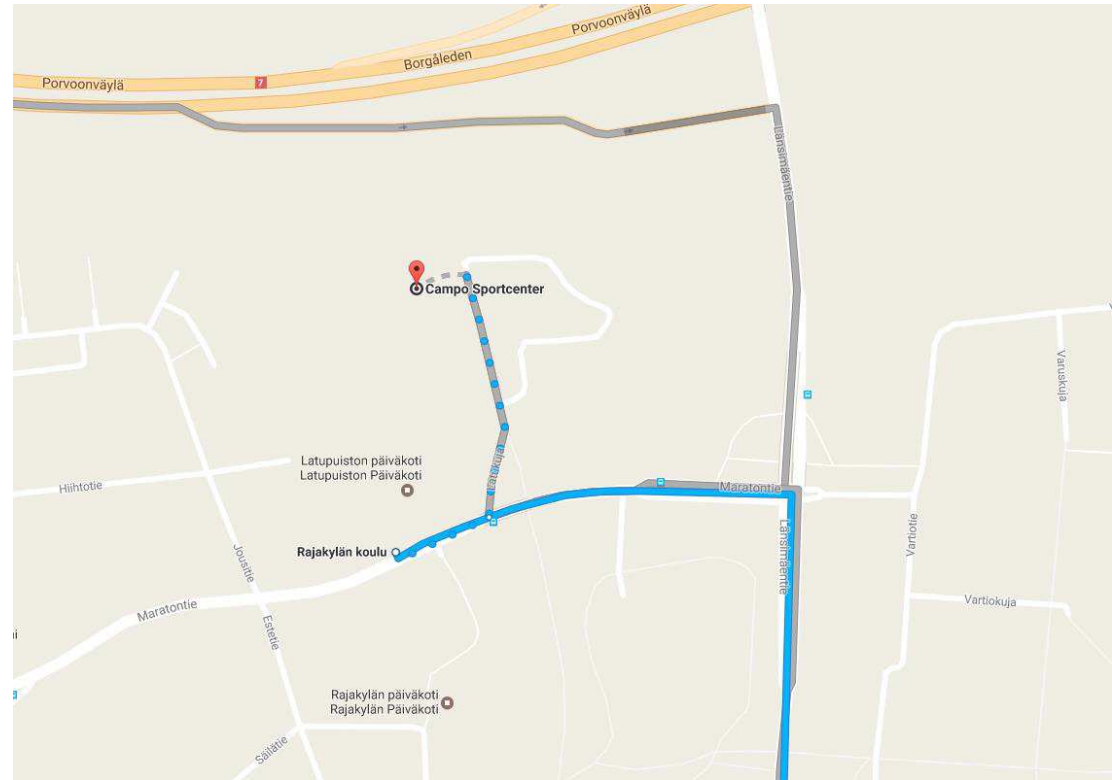 Porvoonväylä
Borgåleden
Porvoonväylä
7
Länsimäentie
Campo Sportcenter
Varuskuja
Latupuiston päiväkoti
Latupuiston Päiväkoti
Hiihtotie
Latukuja
Maratontie
Rajakylän koulu
Jousitie
Länsimäentie
Vartiotie
Vartiokuja
Maratontie
Estetie
Rajakylän päiväkoti
Rajakylän Päiväkoti
Säilätie